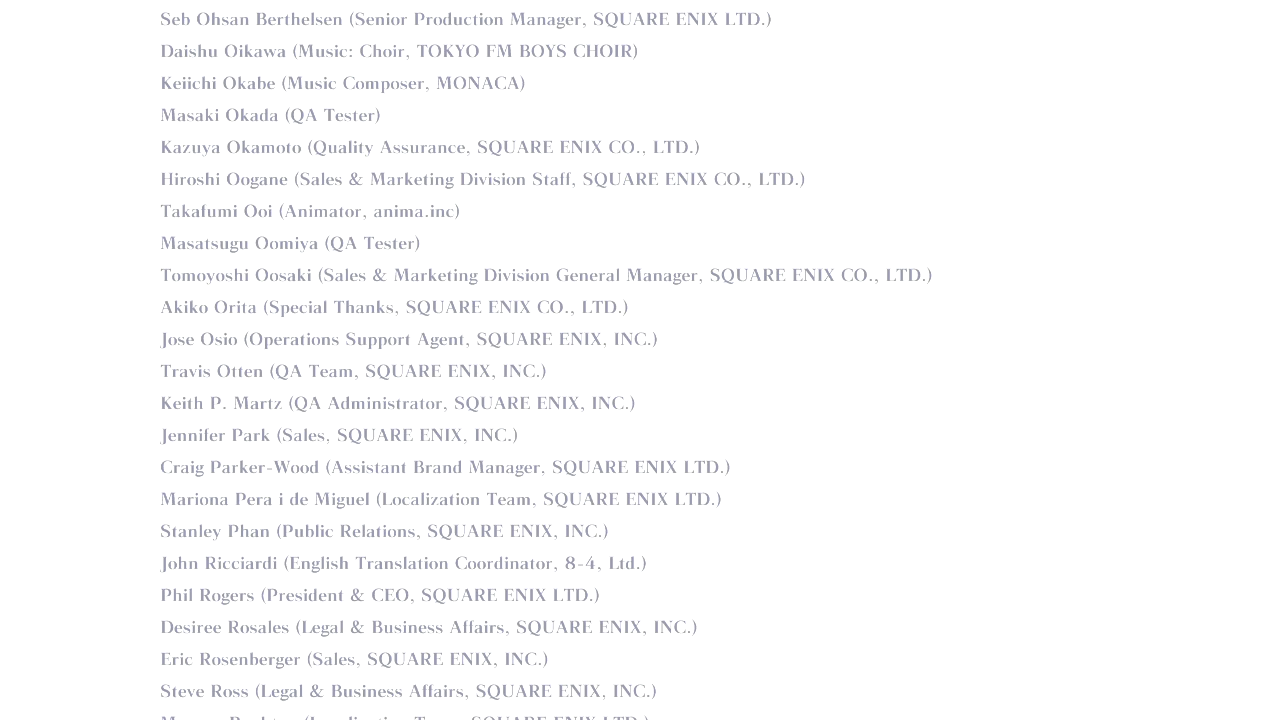 Seb Ohsan Berthelsen (Senior Production Manager, SQUARE ENIX LTD.)
Daishu Oikawa (Music: Choir, TOKYO FM BOYS CHOIR)
Keiichi Okabe (Music Composer, MONACA)
Masaki Okada (QA Tester)
Kazuya Okamoto (Quality Assurance, SQUARE ENIX CO., LTD.)
Hiroshi Oogane (Sales & Marketing Division Staff, SQUARE ENIX CO., LTD.)
Takafumi Ooi (Animator, anima.inc)
Masatsugu Oomiya (QA Tester)
Tomoyoshi Oosaki (Sales & Marketing Division General Manager, SQUARE ENIX CO., LTD.)
Akiko Orita (Special Thanks, SQUARE ENIX CO., LTD.)
Jose Osio (Operations Support Agent, SQUARE ENIX, INC.)
Travis Otten (QA Team, SQUARE ENIX, INC.)
Keith P. Martz (QA Administrator, SQUARE ENIX, INC.)
Jennifer Park (Sales, SQUARE ENIX, INC.)
Craig Parker-Wood (Assistant Brand Manager, SQUARE ENIX LTD.)
Mariona Pera i de Miguel (Localization Team, SQUARE ENIX LTD.)
Stanley Phan (Public Relations, SQUARE ENIX, INC.)
John Ricciardi (English Translation Coordinator, 8-4, Ltd.)
Phil Rogers (President & CEO, SQUARE ENIX LTD.)
Desiree Rosales (Legal & Business Affairs, SQUARE ENIX, INC.)
Eric Rosenberger (Sales, SQUARE ENIX, INC.)
Steve Ross (Legal & Business Affairs, SQUARE ENIX, INC.)